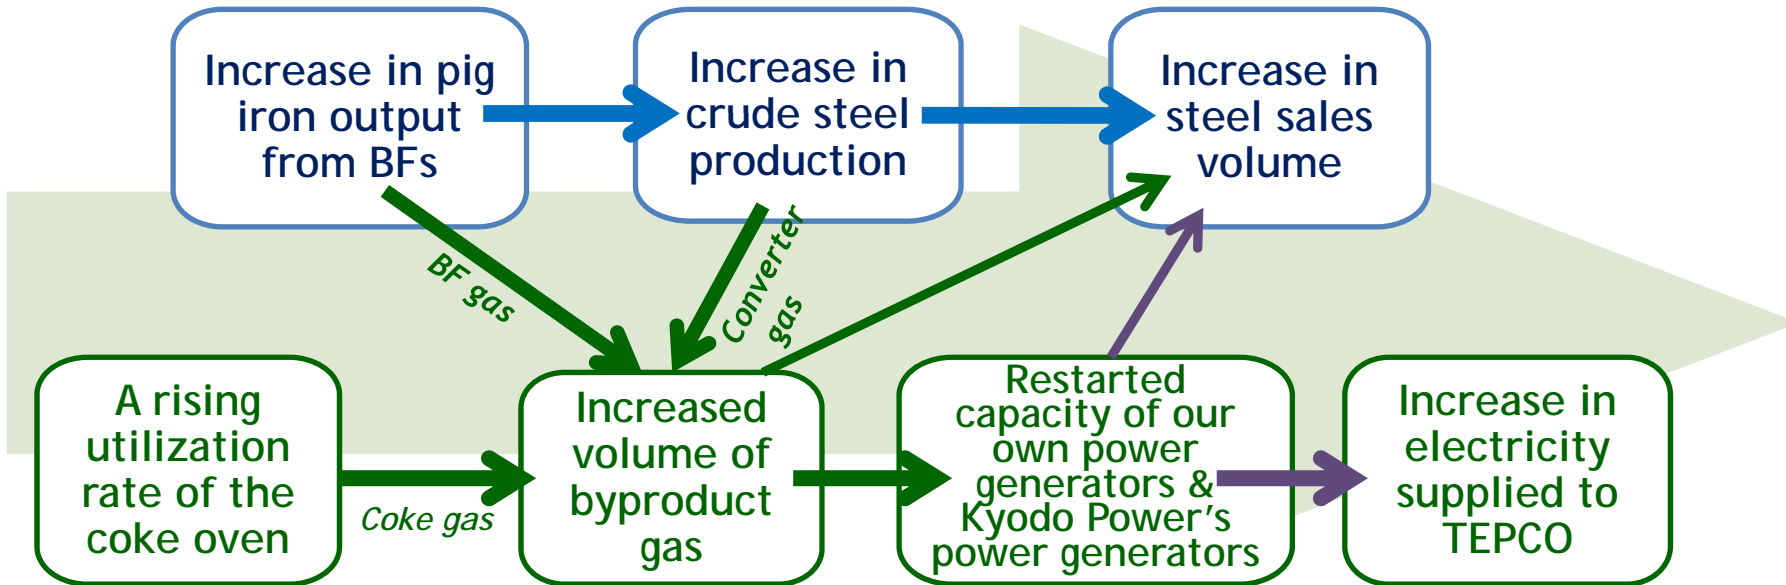 Increase in pig
iron output
from BFs
Increase in
crude steel
production
Increase in
steel sales
volume
BF gas
Converter
gas
A rising
utilization
rate of the
coke oven
Coke gas
Increased
volume of
byproduct
gas
Restarted
capacity of our
own power
generators &
Kyodo Power's
power generators
Increase in
electricity
supplied to
TEPCO